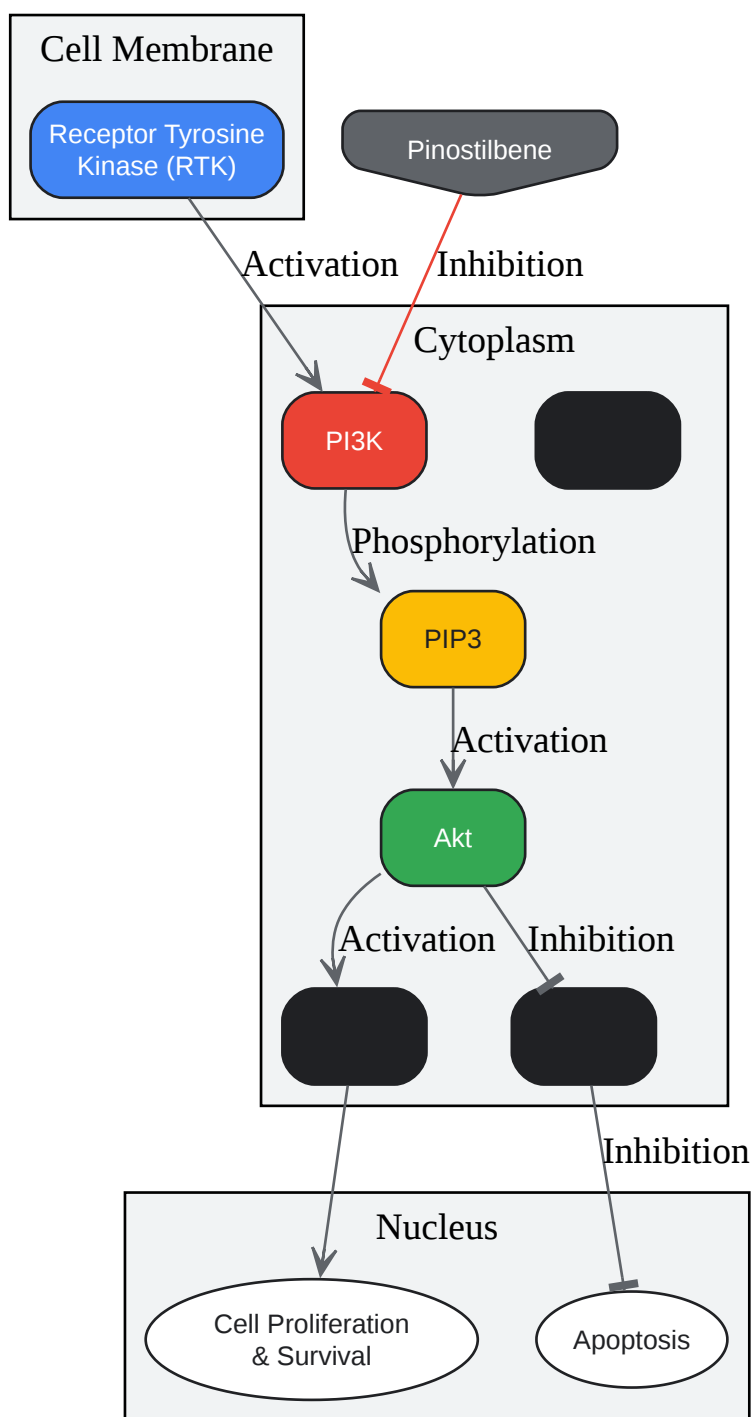 Cell Membrane
Receptor Tyrosine
Kinase (RTK)
Pinostilbene
Activation
Inhibition
Cytoplasm
PI3K
Phosphorylation
PIP3
Activation
Akt
Activation
Inhibition
Inhibition
Nucleus
Cell Proliferation
& Survival
Apoptosis